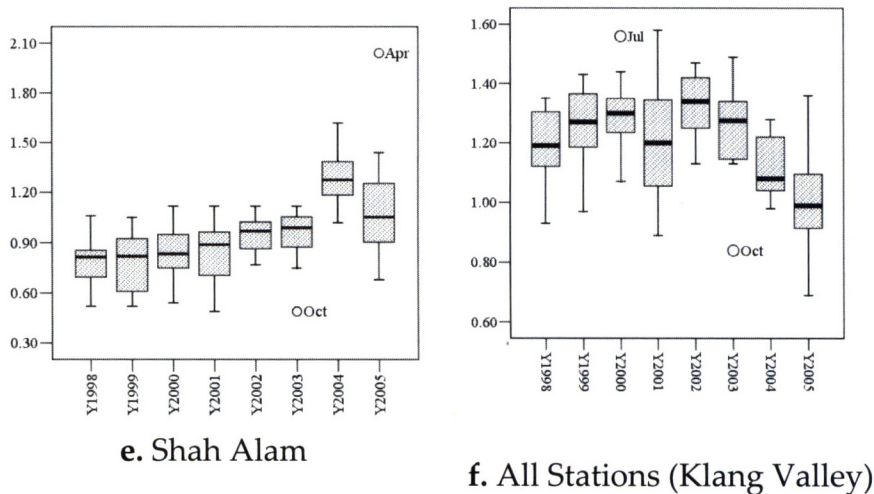 2.10
Apr
1.80
1.50
1.20
0.90
0.60
Oct
0.30
Y1998
Y1999
Y2000
Y2001
Y2002
Y2003
Y2004
Y2005
e. Shah Alam
1.60
Jul
1.40
1.20
1.00
Oct
0.80
0.60
Y1998
Y1999
Y2000
Y2001
Y2002
Y2003
Y2004
Y2005
f. All Stations (Klang Valley)